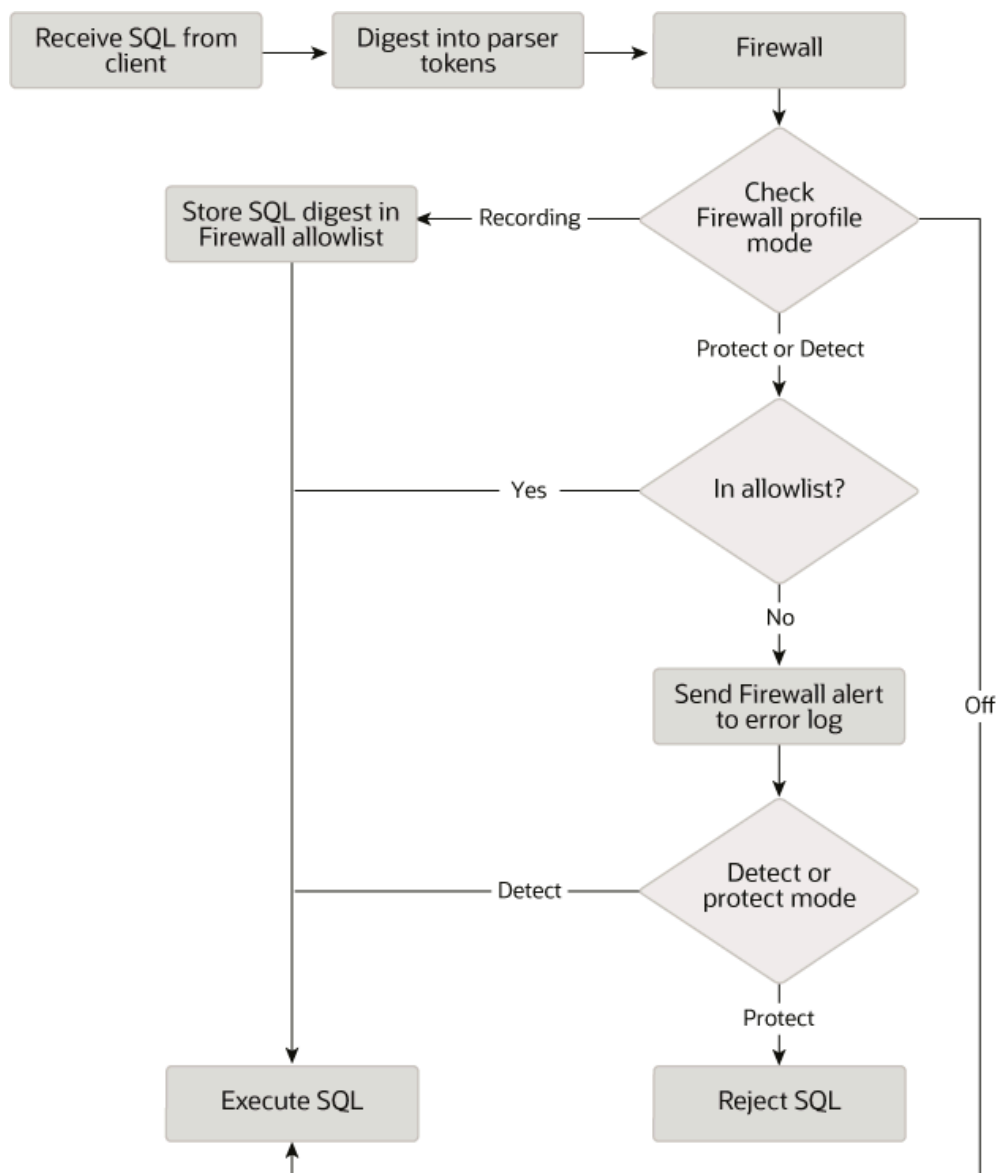 Receive SQL from
client
Digest into parser
tokens
Firewall
Check
Firewall profile
mode
Recording
Store SQL digest in
Firewall allowlist
Protect or Detect
In allowlist?
Yes
No
Send Firewall alert
to error log
Off
Detect or
protect mode
Detect
Protect
Execute SQL
Reject SQL